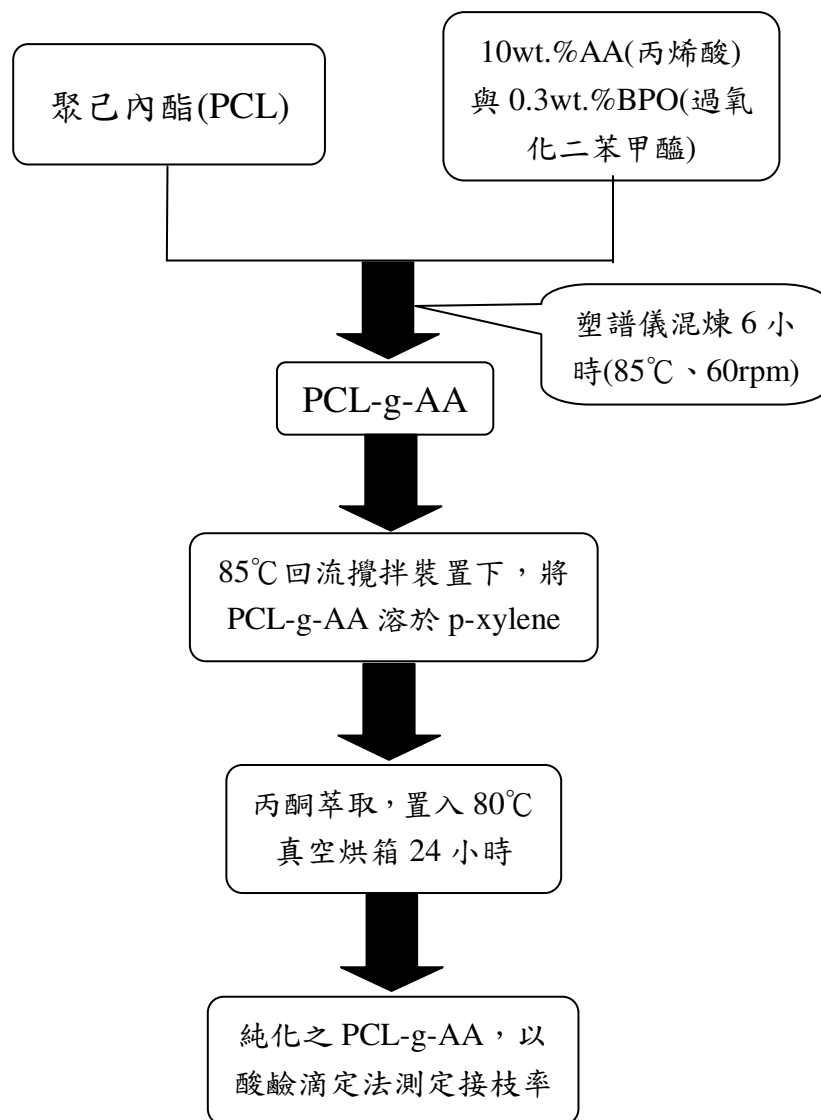 聚己內酯(PCL)
10wt.%AA(丙烯酸)
與 0.3wt.%BPO(過氧
化二苯甲醯)
塑譜儀混煉 6 小
時(85℃、60rpm)
PCL-g-AA
85℃回流攪拌裝置下，將
PCL-g-AA 溶於 p-xylene
丙酮萃取，置入 80℃
真空烘箱 24 小時
純化之 PCL-g-AA，以
酸鹼滴定法測定接枝率